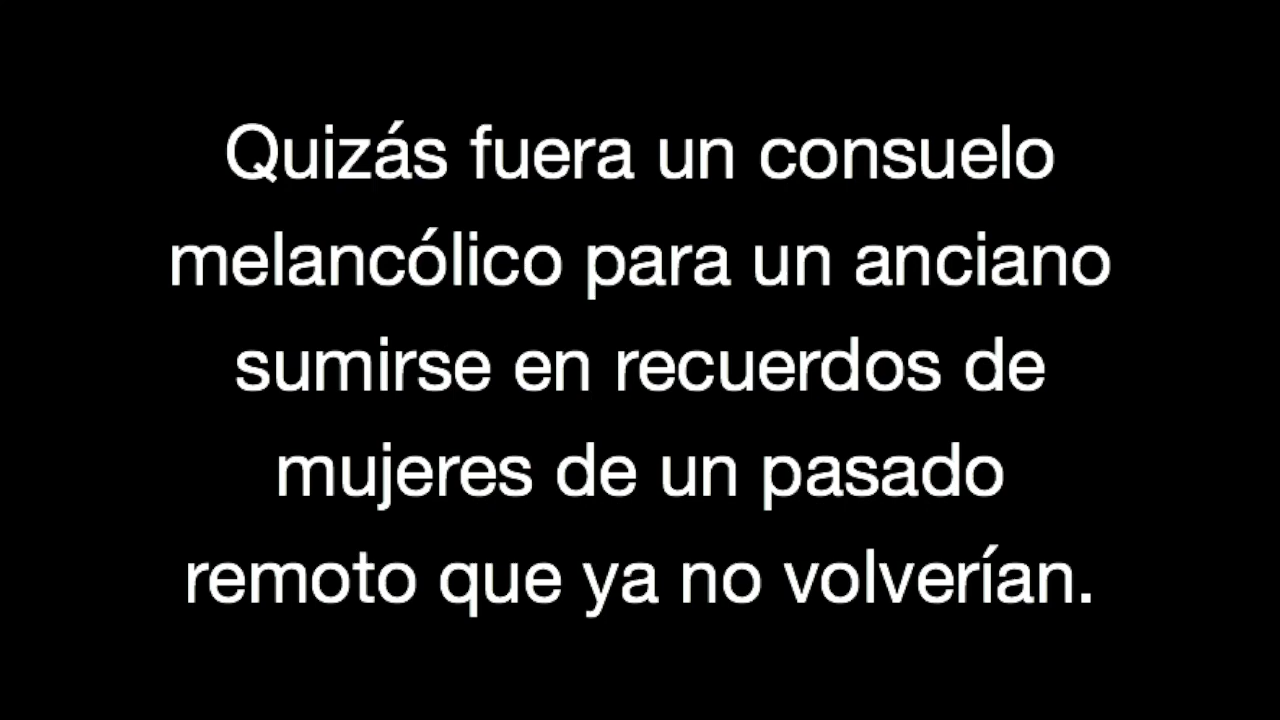 Quizás fuera un consuelo
melancólico para un anciano
sumirse en recuerdos de
mujeres de un pasado
remoto que ya no volverían.